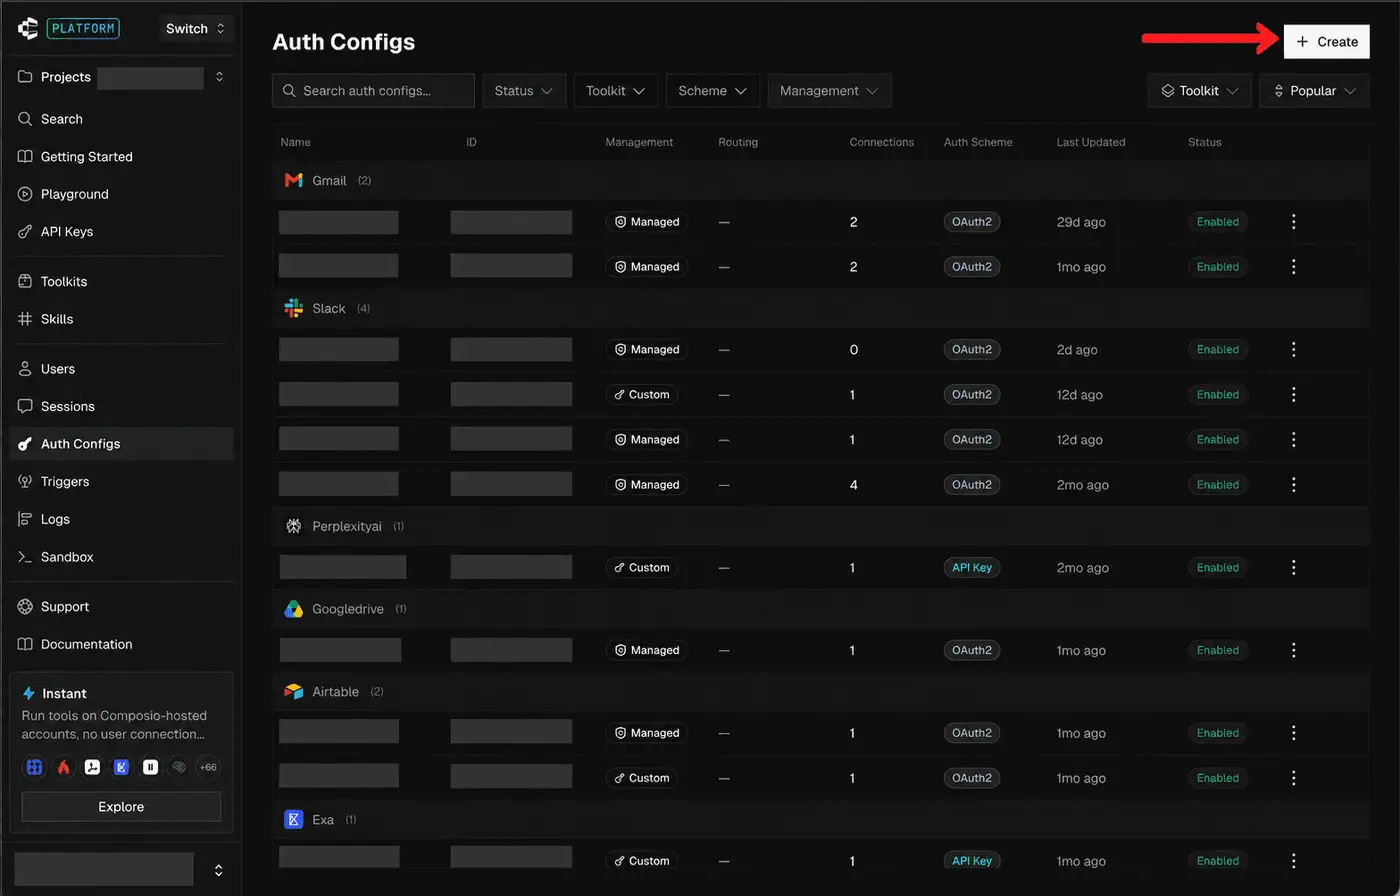 PLATFORM
Switch
Projects
Search
Getting Started
Playground
API Keys
Toolkits
Skills
Users
Sessions
Auth Configs
Triggers
Logs
Sandbox
Support
Documentation
Instant
Run tools on Composio-hosted
accounts, no user connection...
+66
Explore
Auth Configs
+ Create
Search auth configs... Status Toolkit Scheme Management Toolkit Popular
Name ID Management Routing Connections Auth Scheme Last Updated Status
Gmail (2)
Managed — 2 OAuth2 29d ago Enabled
Managed — 2 OAuth2 1mo ago Enabled
Slack (4)
Managed — 0 OAuth2 2d ago Enabled
Custom — 1 OAuth2 12d ago Enabled
Managed — 1 OAuth2 12d ago Enabled
Managed — 4 OAuth2 2mo ago Enabled
Perplexityai (1)
Custom — 1 API Key 2mo ago Enabled
Googledrive (1)
Managed — 1 OAuth2 1mo ago Enabled
Airtable (2)
Managed — 1 OAuth2 1mo ago Enabled
Custom — 1 OAuth2 1mo ago Enabled
Exa (1)
Custom — 1 API Key 1mo ago Enabled